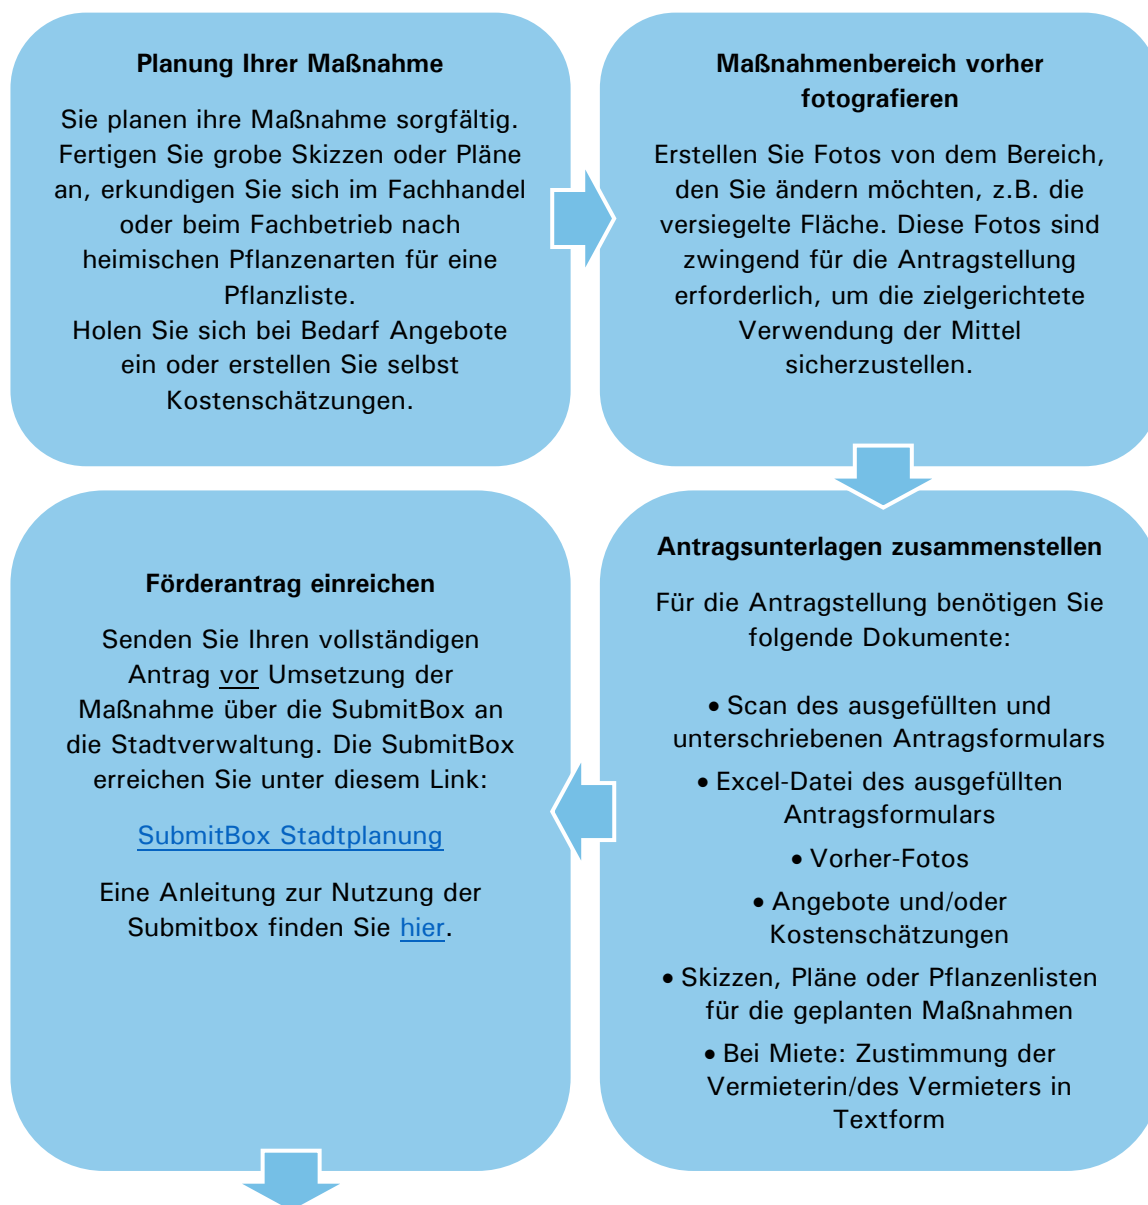 Planung Ihrer Maßnahme
Sie planen ihre Maßnahme sorgfältig.
Fertigen Sie grobe Skizzen oder Pläne
an, erkundigen Sie sich im Fachhandel
oder beim Fachbetrieb nach
heimischen Pflanzenarten für eine
Pflanzliste.
Holen Sie sich bei Bedarf Angebote
ein oder erstellen Sie selbst
Kostenschätzungen.
Maßnahmenbereich vorher
fotografieren
Erstellen Sie Fotos von dem Bereich,
den Sie ändern möchten, z.B. die
versiegelte Fläche. Diese Fotos sind
zwingend für die Antragstellung
erforderlich, um die zielgerichtete
Verwendung der Mittel
sicherzustellen.
Antragsunterlagen zusammenstellen
Für die Antragstellung benötigen Sie
folgende Dokumente:
• Scan des ausgefüllten und
unterschriebenen Antragsformulars
• Excel-Datei des ausgefüllten
Antragsformulars
• Vorher-Fotos
• Angebote und/oder
Kostenschätzungen
• Skizzen, Pläne oder Pflanzenlisten
für die geplanten Maßnahmen
• Bei Miete: Zustimmung der
Vermieterin/des Vermieters in
Textform
Förderantrag einreichen
Senden Sie Ihren vollständigen
Antrag vor Umsetzung der
Maßnahme über die SubmitBox an
die Stadtverwaltung. Die SubmitBox
erreichen Sie unter diesem Link:
SubmitBox Stadtplanung
Eine Anleitung zur Nutzung der
Submitbox finden Sie hier.